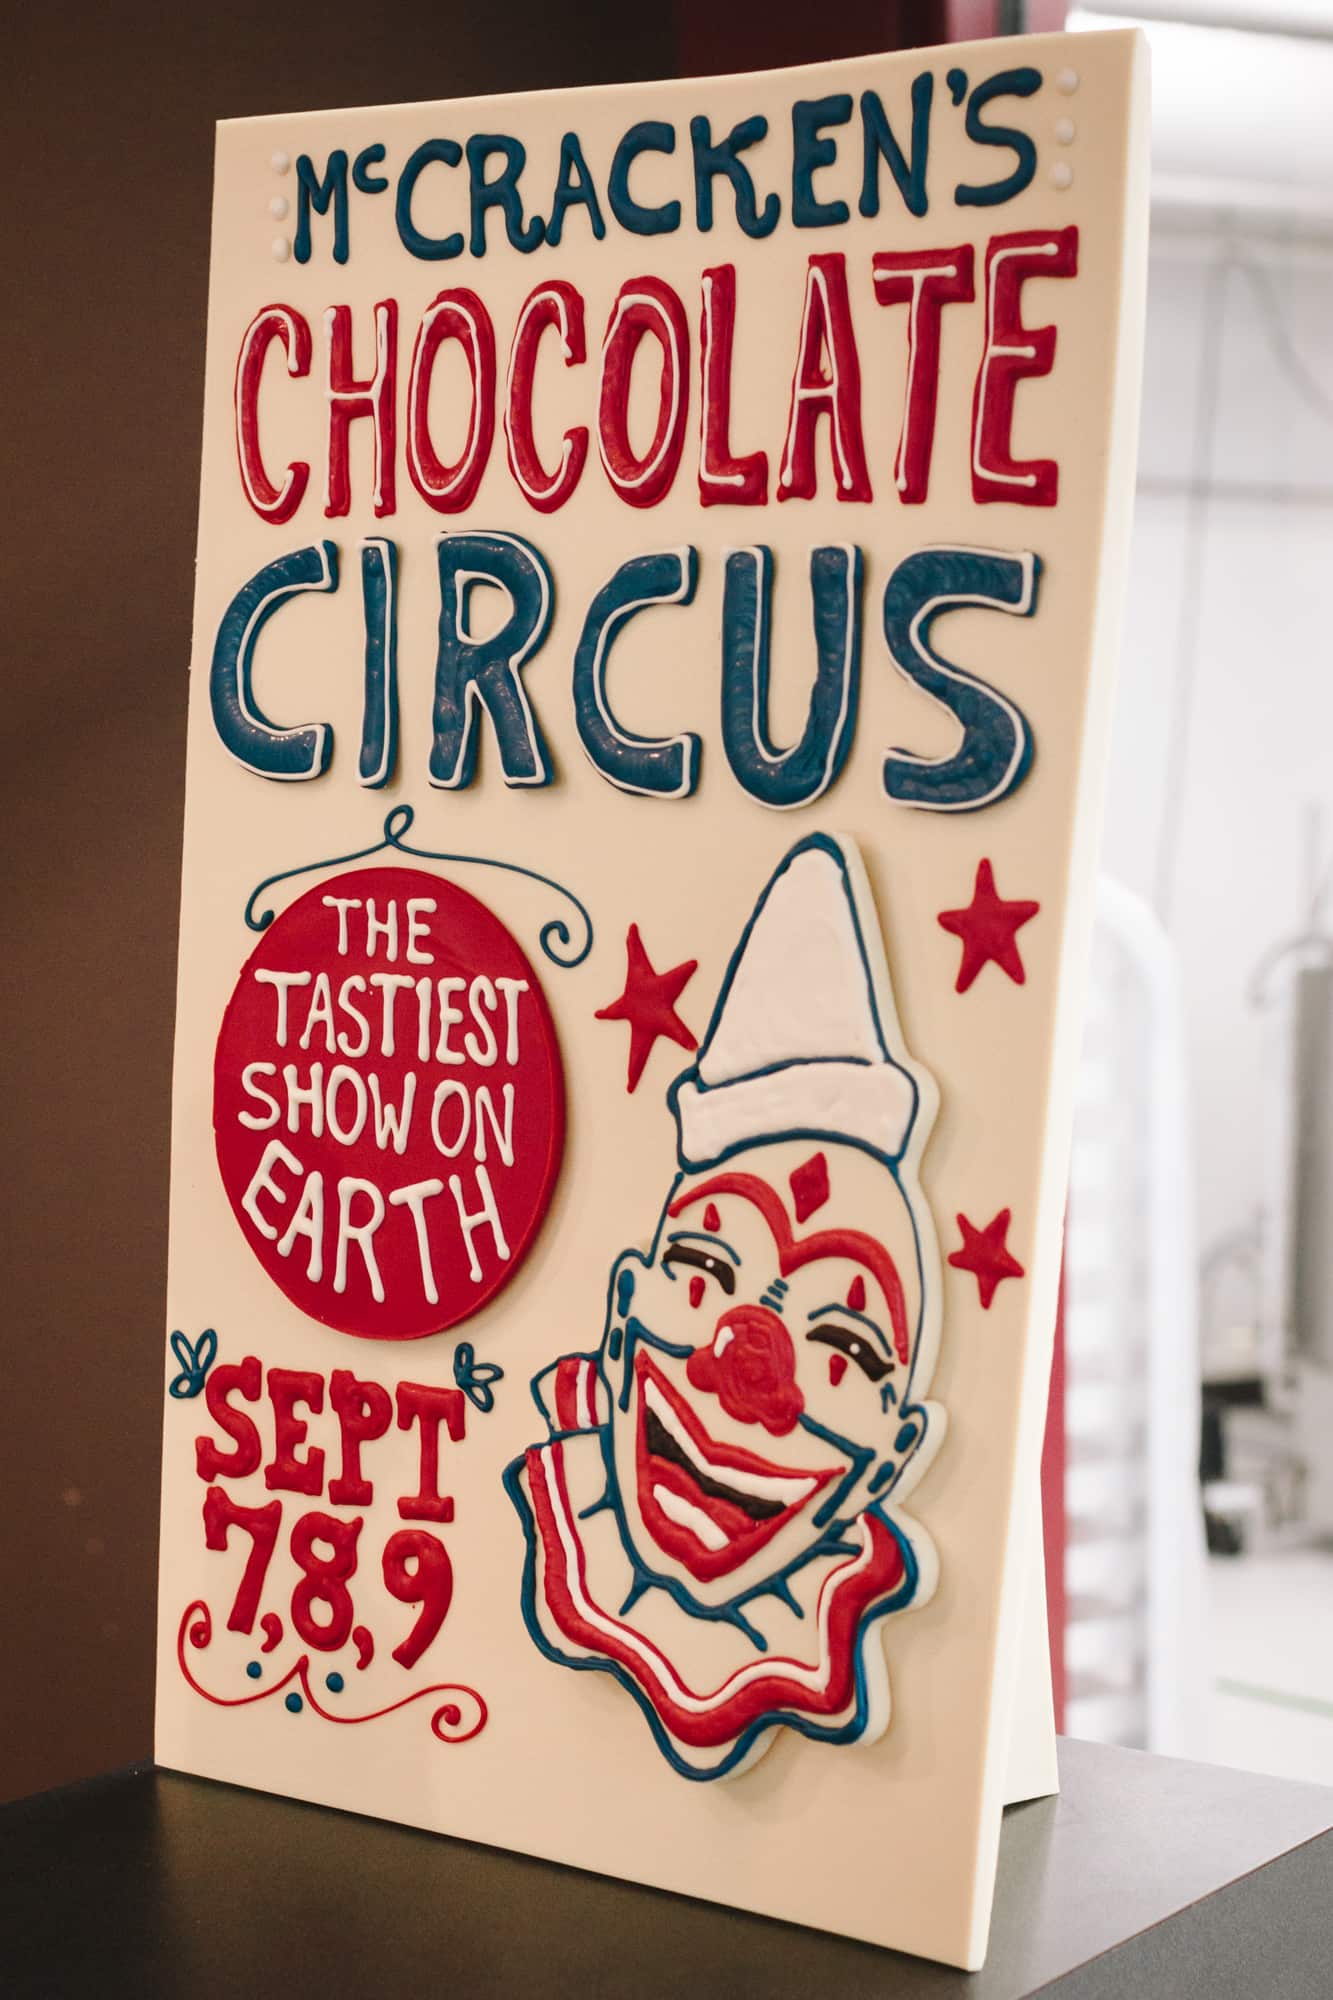 McCRACKEN'S
CHOCOLATE
CIRCUS
THE
TASTIEST
SHOW ON
EARTH
SEPT
7, 8, 9